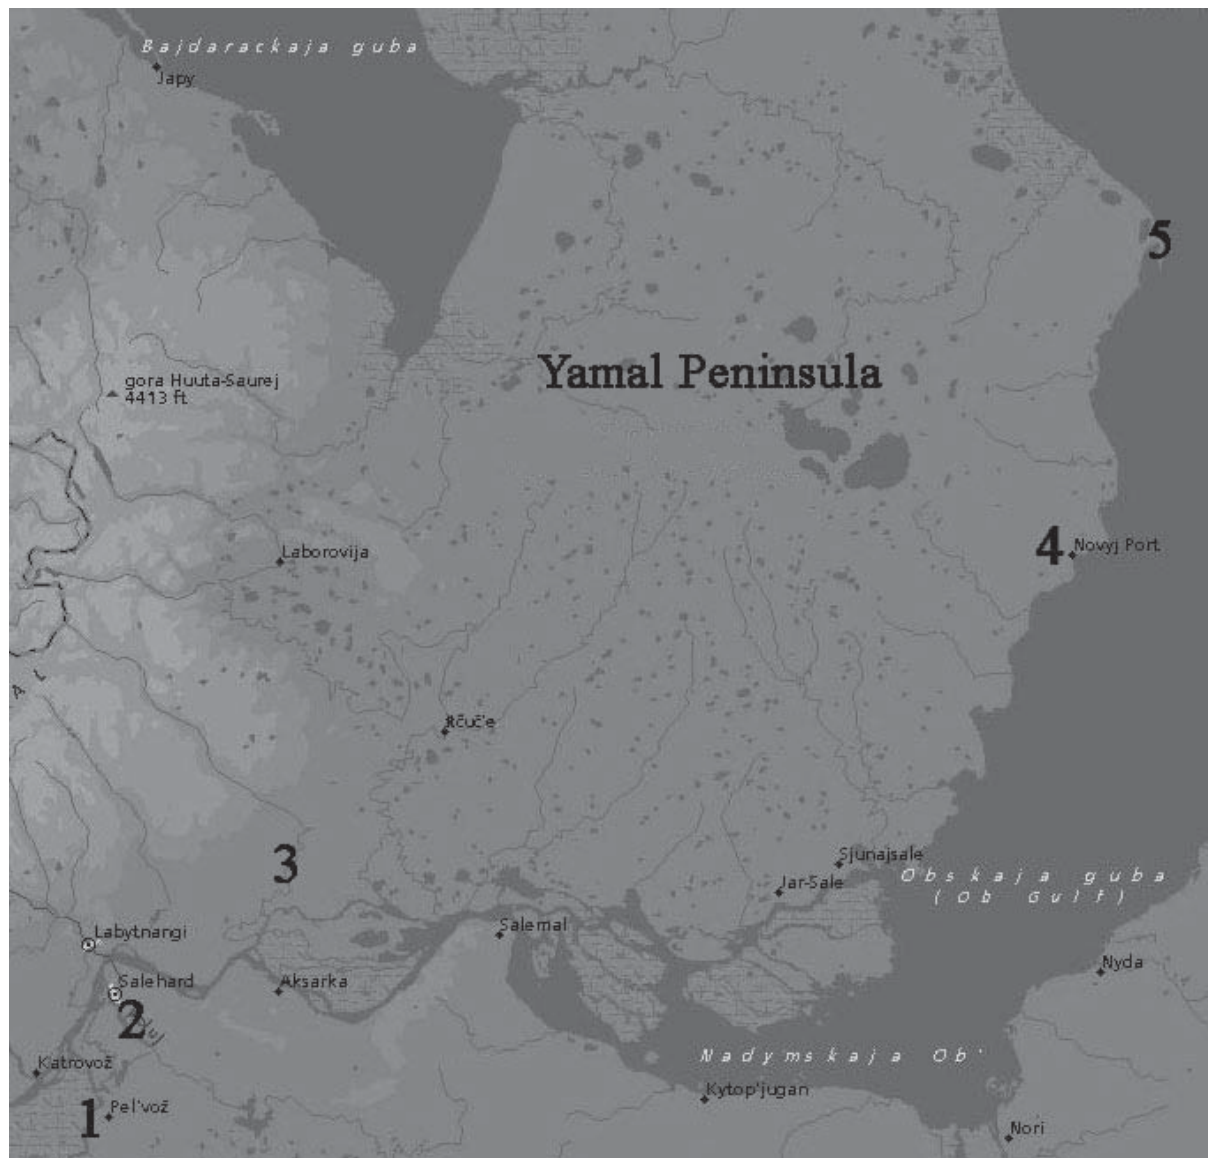 Bajdarackaja guba
Japy
5
Yamal Peninsula
gora Huuta-Saurej
4413 ft
Laborovija
4
Novyj Port
A L
3
Sjunajsale
Jar-Sale
Obskaja guba
(Ob Gulf)
Salemal
Labytnangi
Salehard
Aksarka
Nyda
2
Nadymskaja Ob'
Katrovož
Kytop'jugan
1
Pel'vož
Nori